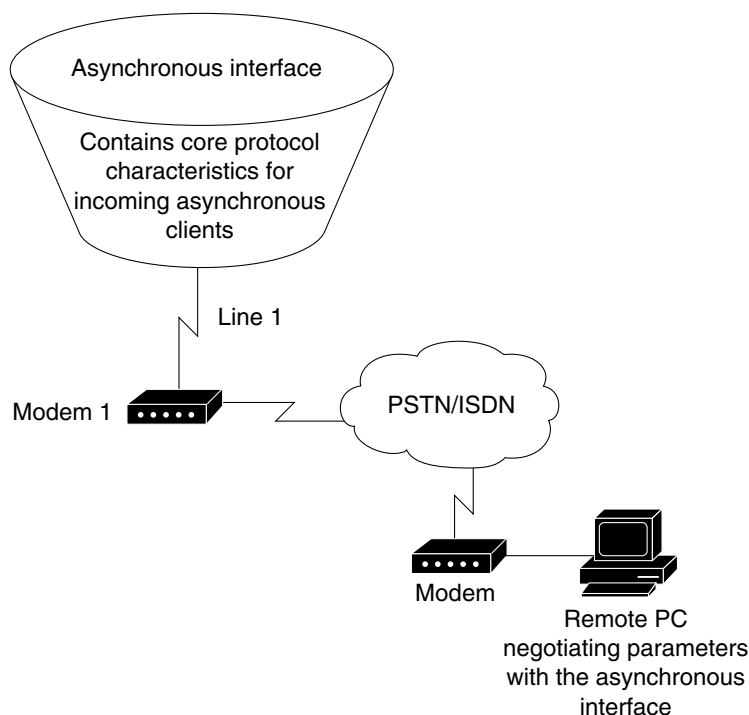 Asynchronous interface
Contains core protocol
characteristics for
incoming asynchronous
clients
Line 1
Modem 1
PSTN/ISDN
Modem
Remote PC
negotiating parameters
with the asynchronous
interface